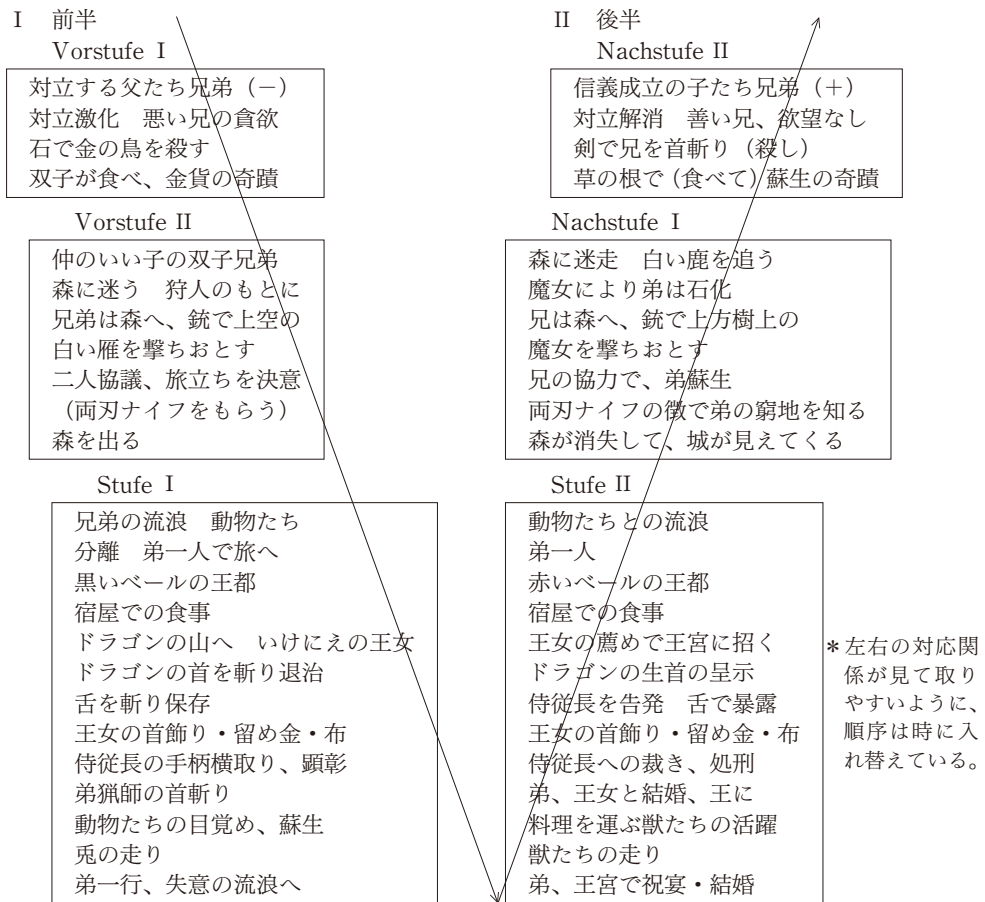 Ⅰ　前半
Vorstufe Ⅰ
対立する父たち兄弟（－）
対立激化　悪い兄の貪欲
石で金の鳥を殺す
双子が食べ、金貨の奇蹟
Vorstufe Ⅱ
仲のいい子の双子兄弟
森に迷う　狩人のもとに
兄弟は森へ、銃で上空の
白い雁を撃ちおとす
二人協議、旅立ちを決意
（両刃ナイフをもらう）
森を出る
Stufe Ⅰ
兄弟の流浪　動物たち
分離　弟一人で旅へ
黒いベールの王都
宿屋での食事
ドラゴンの山へ　いけにえの王女
ドラゴンの首を斬り退治
舌を斬り保存
王女の首飾り・留め金・布
侍従長の手柄横取り、顕彰
弟猟師の首斬り
動物たちの目覚め、蘇生
兎の走り
弟一行、失意の流浪へ
Ⅱ　後半
Nachstufe Ⅱ
信義成立の子たち兄弟（＋）
対立解消　善い兄、欲望なし
剣で兄を首斬り（殺し）
草の根で（食べて）蘇生の奇蹟
Nachstufe Ⅰ
森に迷走　白い鹿を追う
魔女により弟は石化
兄は森へ、銃で上方樹上の
魔女を撃ちおとす
兄の協力で、弟蘇生
両刃ナイフの徴で弟の窮地を知る
森が消失して、城が見えてくる
Stufe Ⅱ
動物たちとの流浪
弟一人
赤いベールの王都
宿屋での食事
王女の薦めで王宮に招く
ドラゴンの生首の呈示
侍従長を告発　舌で暴露
王女の首飾り・留め金・布
侍従長への裁き、処刑
弟、王女と結婚、王に
料理を運ぶ獣たちの活躍
獣たちの走り
弟、王宮で祝宴・結婚
＊左右の対応関
係が見て取り
やすいように、
順序は時に入
れ替えている。